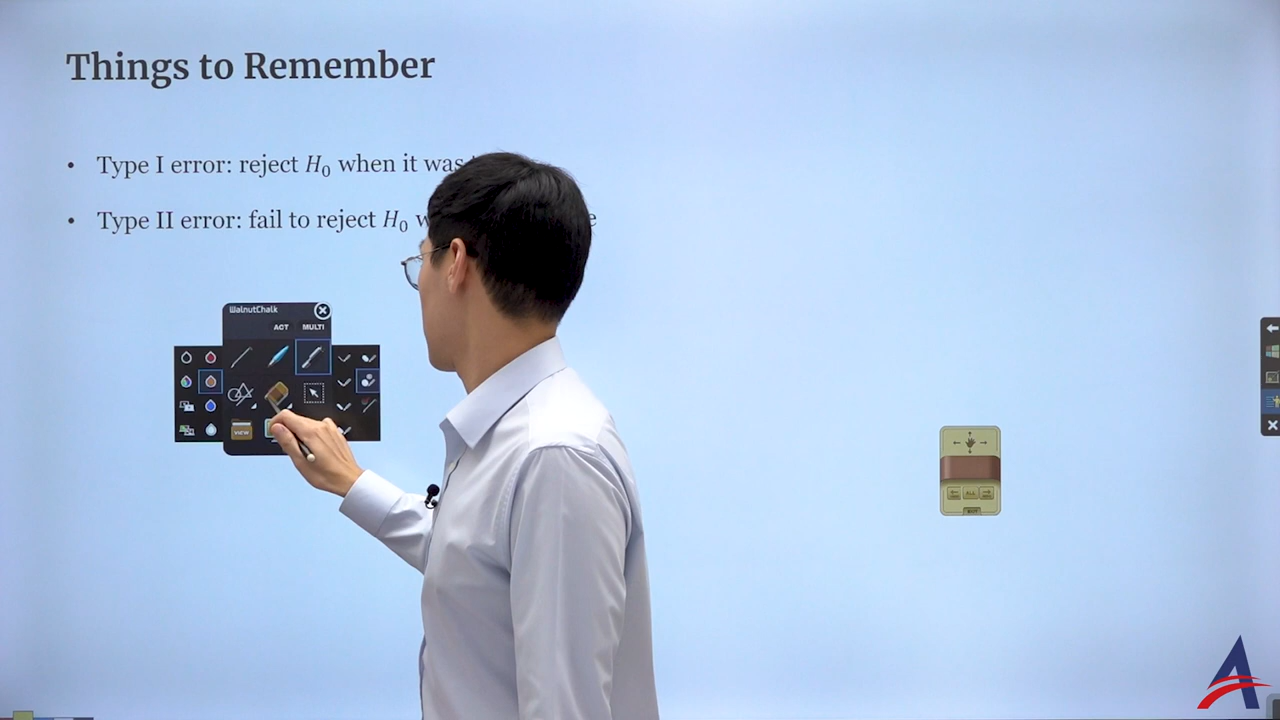 Things to Remember
• Type I error: reject H₀ when it was
• Type II error: fail to reject H₀
WalnutChalk
ACT MULTI
VIEW
ALL